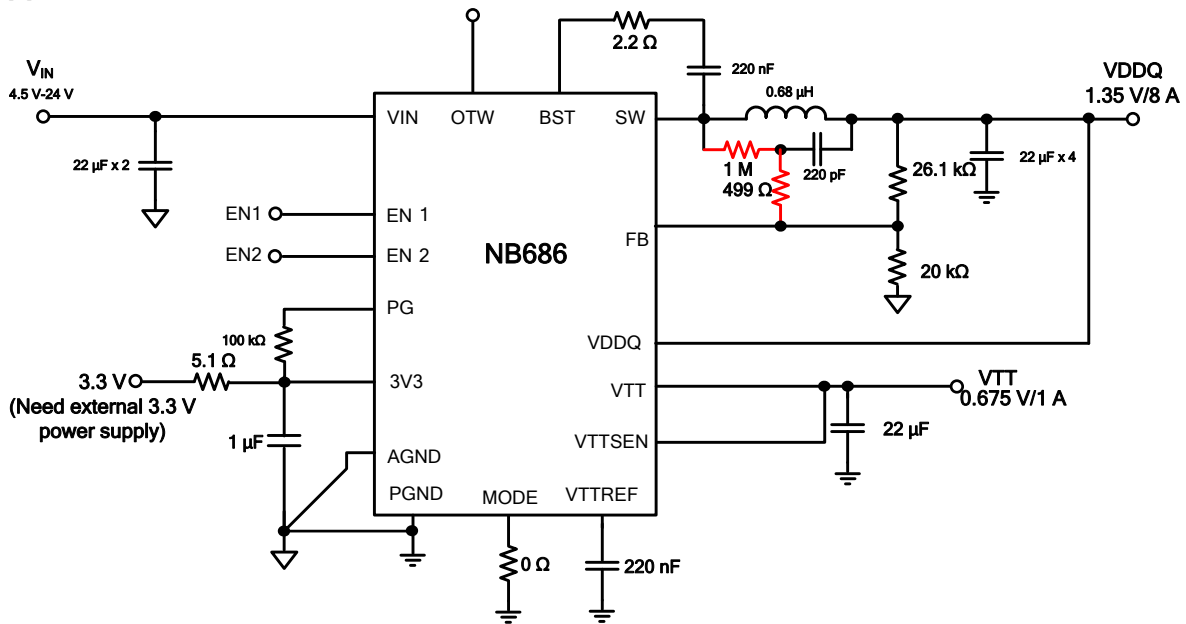 2.2 Ω
220 nF
V_IN
4.5 V-24 V
VDDQ
1.35 V/8 A
0.68 µH
VIN
OTW
BST
SW
22 µF x 2
1 M
499 Ω
220 pF
26.1 kΩ
22 µF x 4
EN1
EN 1
FB
EN2
EN 2
NB686
20 kΩ
PG
100 kΩ
VDDQ
5.1 Ω
3.3 V
(Need external 3.3 V
power supply)
3V3
VTT
VTT
0.675 V/1 A
1 µF
22 µF
VTTSEN
AGND
PGND
MODE
VTTREF
0 Ω
220 nF